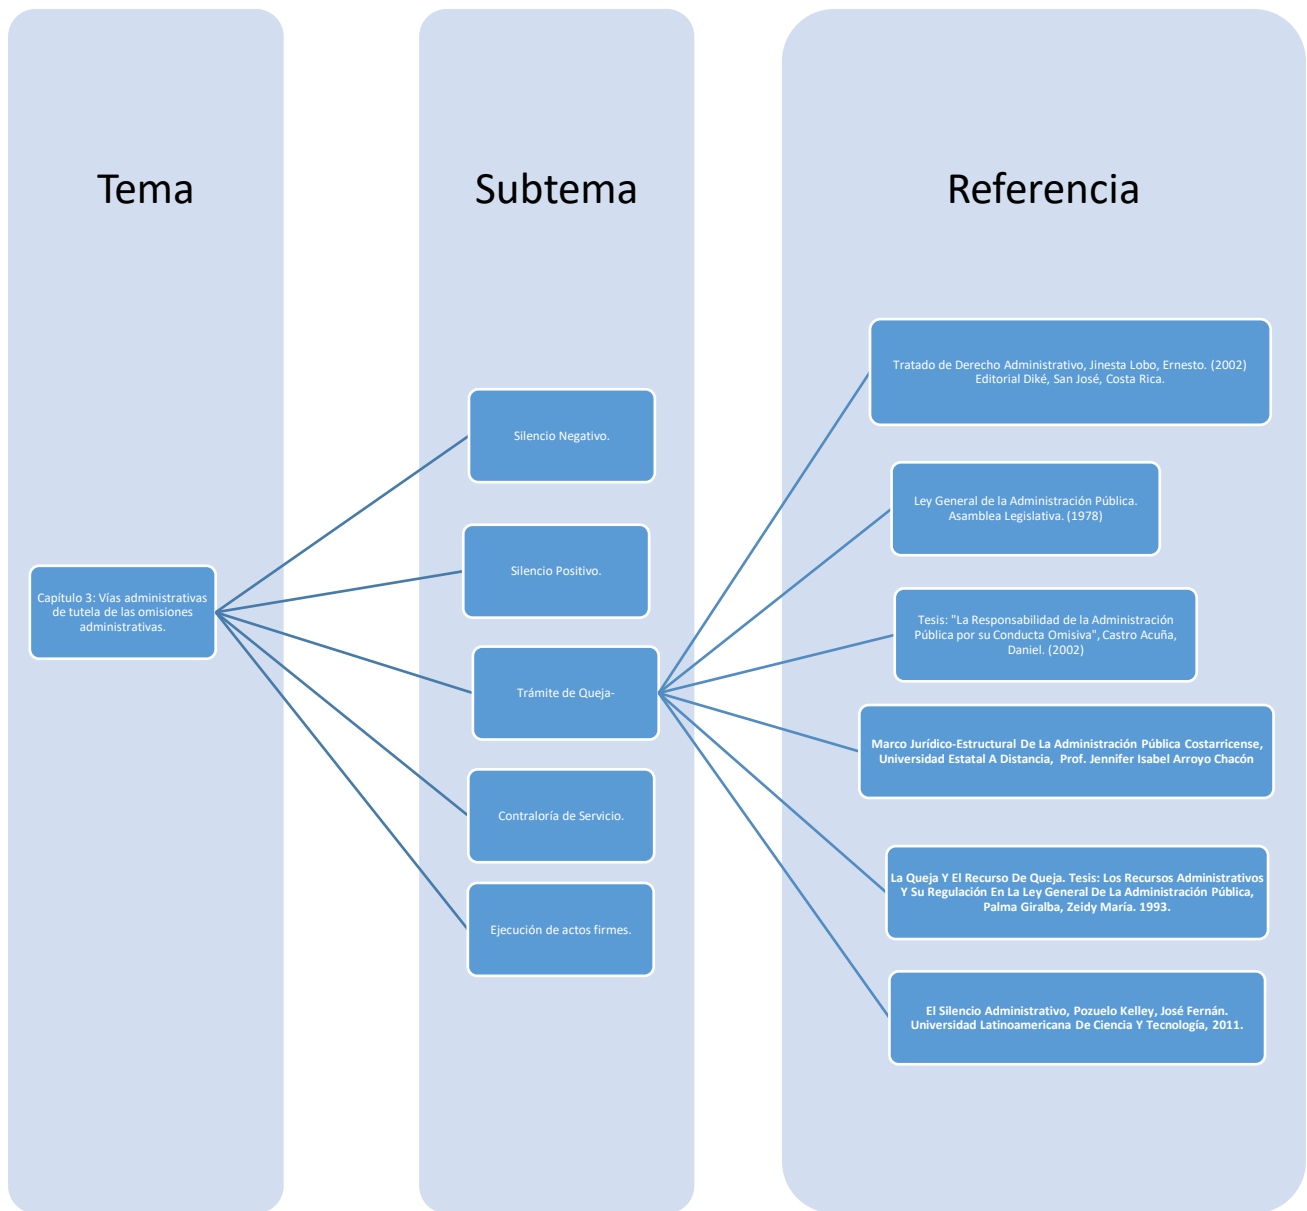 Tema
Subtema
Referencia
Capítulo 3: Vías administrativas
de tutela de las omisiones
administrativas.
Silencio Negativo.
Silencio Positivo.
Trámite de Queja-
Contraloría de Servicio.
Ejecución de actos firmes.
Tratado de Derecho Administrativo, Jinesta Lobo, Ernesto. (2002)
Editorial Diké, San José, Costa Rica.
Ley General de la Administración Pública.
Asamblea Legislativa. (1978)
Tesis: "La Responsabilidad de la Administración
Pública por su Conducta Omisiva", Castro Acuña,
Daniel. (2002)
Marco Jurídico-Estructural De La Administración Pública Costarricense,
Universidad Estatal A Distancia, Prof. Jennifer Isabel Arroyo Chacón
La Queja Y El Recurso De Queja. Tesis: Los Recursos Administrativos
Y Su Regulación En La Ley General De La Administración Pública,
Palma Giralba, Zeidy María. 1993.
El Silencio Administrativo, Pozuelo Kelley, José Fernán.
Universidad Latinoamericana De Ciencia Y Tecnología, 2011.